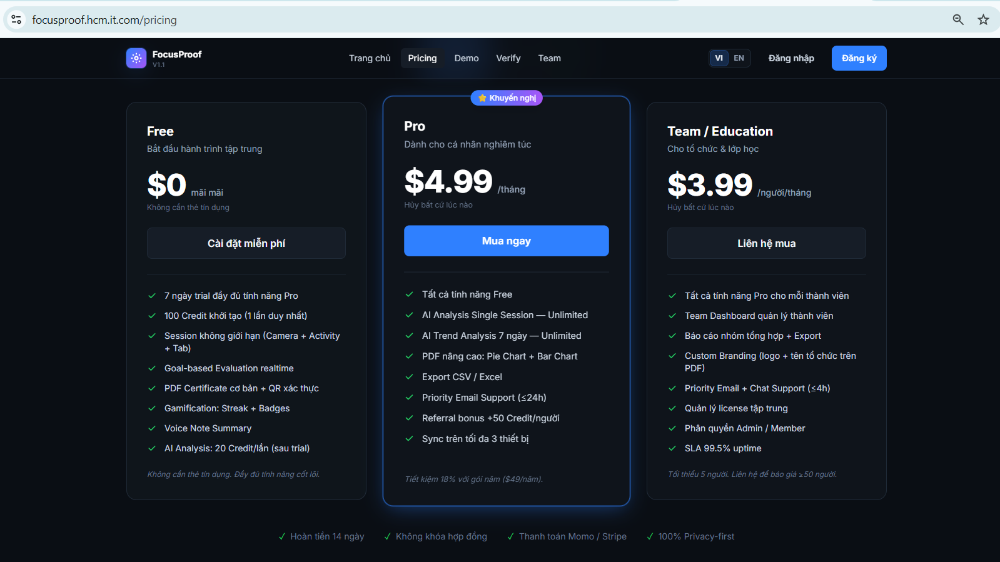 focusproof.hcm.it.com/pricing
FocusProof
V1.1
Trang chủ
Pricing
Demo
Verify
Team
VI
EN
Đăng nhập
Đăng ký
Free
Bắt đầu hành trình tập trung
$0 mãi mãi
Không cần thẻ tín dụng
Cài đặt miễn phí
7 ngày trial đầy đủ tính năng Pro
100 Credit khởi tạo (1 lần duy nhất)
Session không giới hạn (Camera + Activity
+ Tab)
Goal-based Evaluation realtime
PDF Certificate cơ bản + QR xác thực
Gamification: Streak + Badges
Voice Note Summary
AI Analysis: 20 Credit/lần (sau trial)
Không cần thẻ tín dụng. Đầy đủ tính năng cốt lõi.
⭐ Khuyến nghị
Pro
Dành cho cá nhân nghiêm túc
$4.99 /tháng
Hủy bất cứ lúc nào
Mua ngay
Tất cả tính năng Free
AI Analysis Single Session — Unlimited
AI Trend Analysis 7 ngày — Unlimited
PDF nâng cao: Pie Chart + Bar Chart
Export CSV / Excel
Priority Email Support (≤24h)
Referral bonus +50 Credit/người
Sync trên tối đa 3 thiết bị
Tiết kiệm 18% với gói năm ($49/năm).
Team / Education
Cho tổ chức & lớp học
$3.99 /người/tháng
Hủy bất cứ lúc nào
Liên hệ mua
Tất cả tính năng Pro cho mỗi thành viên
Team Dashboard quản lý thành viên
Báo cáo nhóm tổng hợp + Export
Custom Branding (logo + tên tổ chức trên
PDF)
Priority Email + Chat Support (≤4h)
Quản lý license tập trung
Phân quyền Admin / Member
SLA 99.5% uptime
Tối thiểu 5 người. Liên hệ để báo giá ≥50 người.
✓ Hoàn tiền 14 ngày
✓ Không khóa hợp đồng
✓ Thanh toán Momo / Stripe
✓ 100% Privacy-first